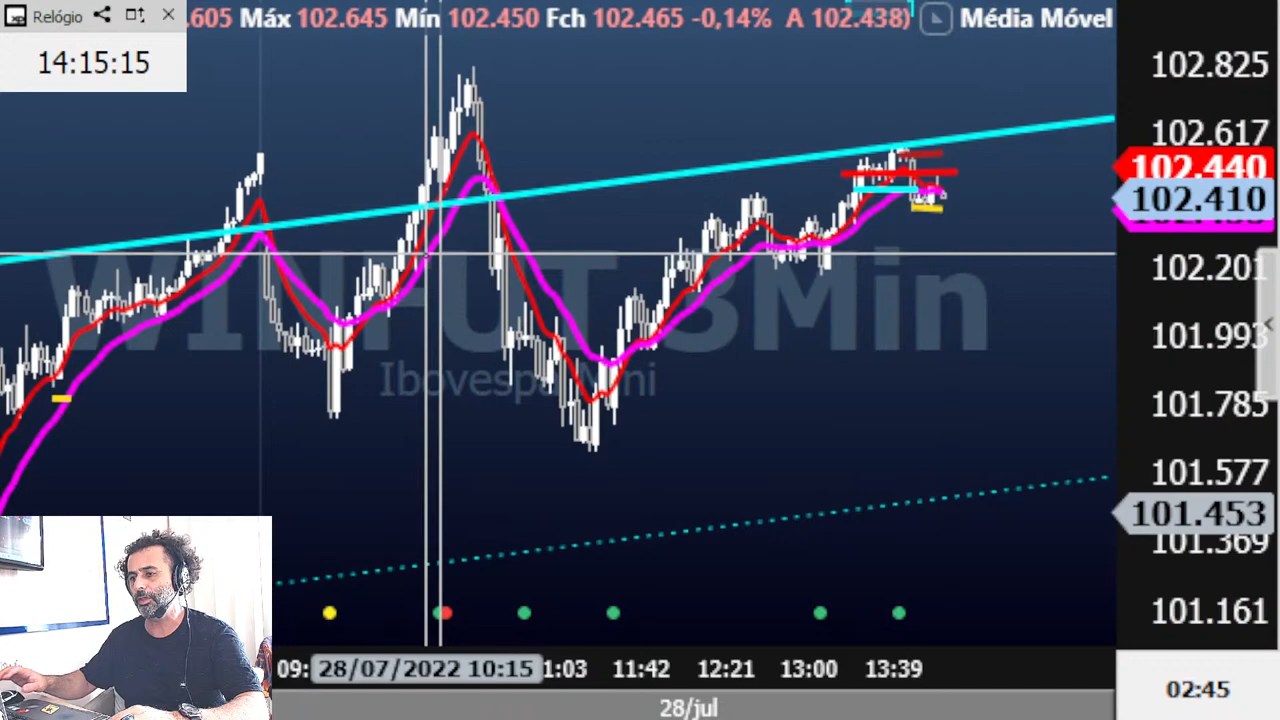 Relógio
.605 Máx 102.645 Mín 102.450 Fch 102.465 -0,14% A 102.438) Média Móvel
14:15:15
102.825
102.617
102.440
102.410
102.201
101.993
101.785
101.577
101.453
101.369
101.161
WINFUT 3Min
Ibovespa Mini
09: 28/07/2022 10:15 1:03 11:42 12:21 13:00 13:39
02:45
28/jul